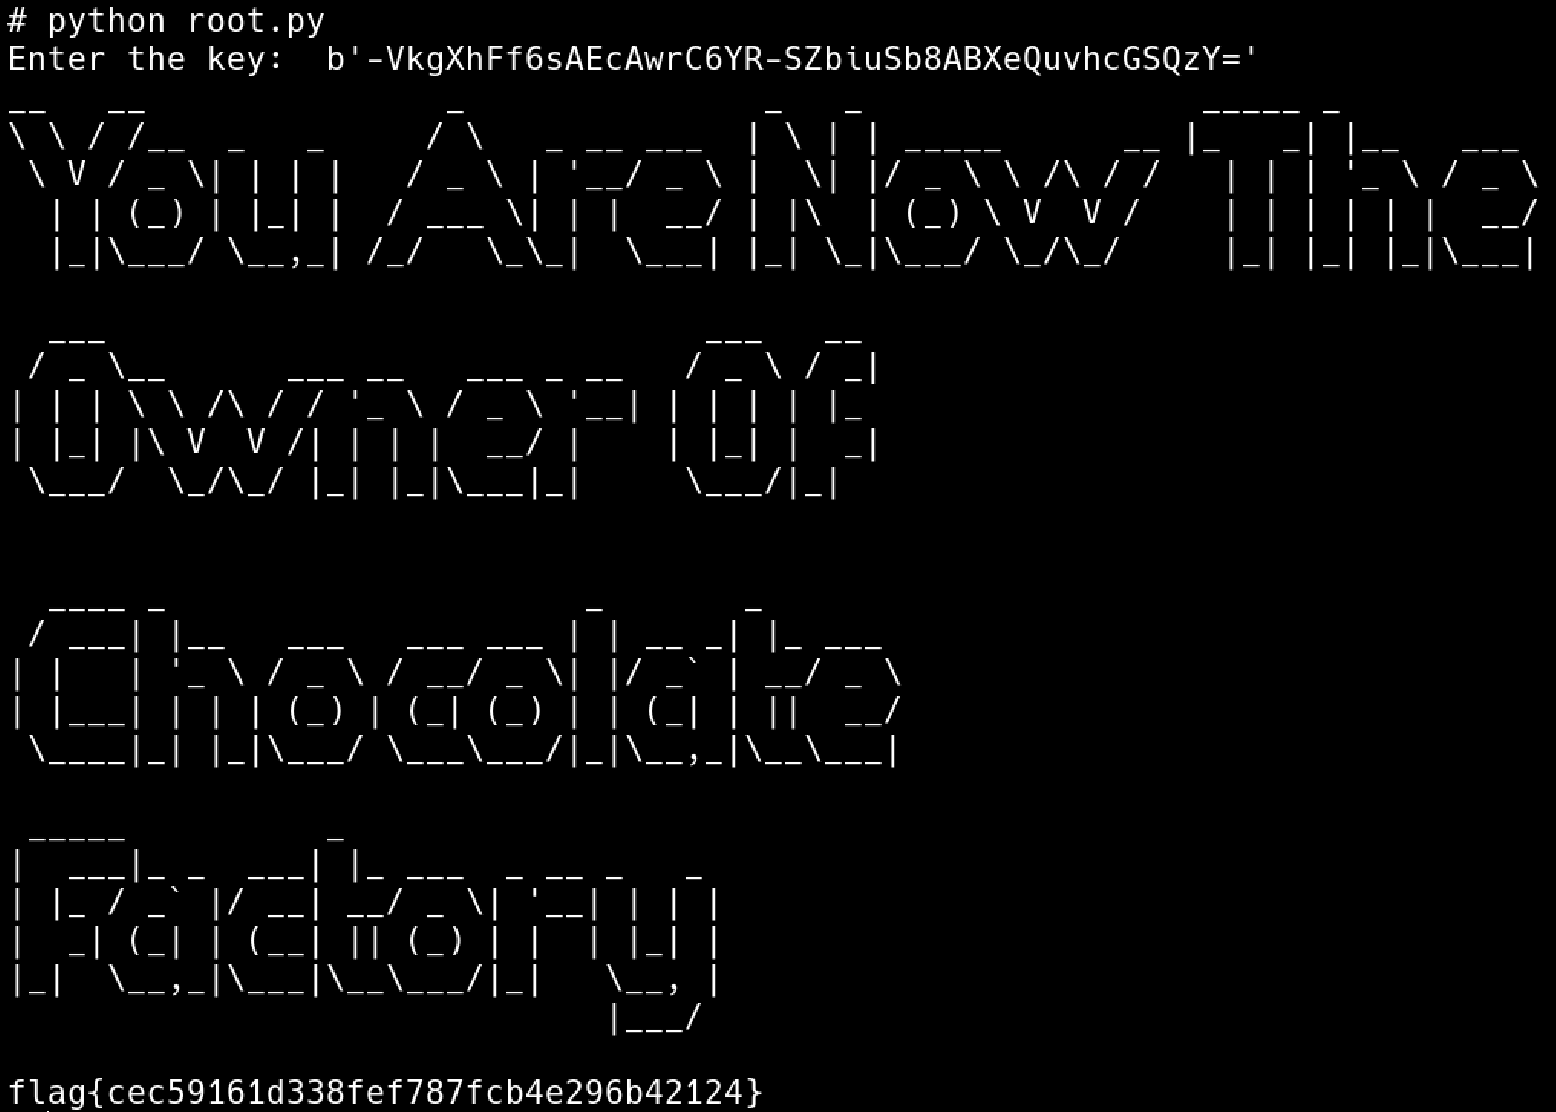 # python root.py
Enter the key:  b'-VkgXhFf6sAEcAwrC6YR-SZbiuSb8ABXeQuvhcGSQzY='
You Are Now The
Owner Of
Chocolate
Factory
flag{cec59161d338fef787fcb4e296b42124}